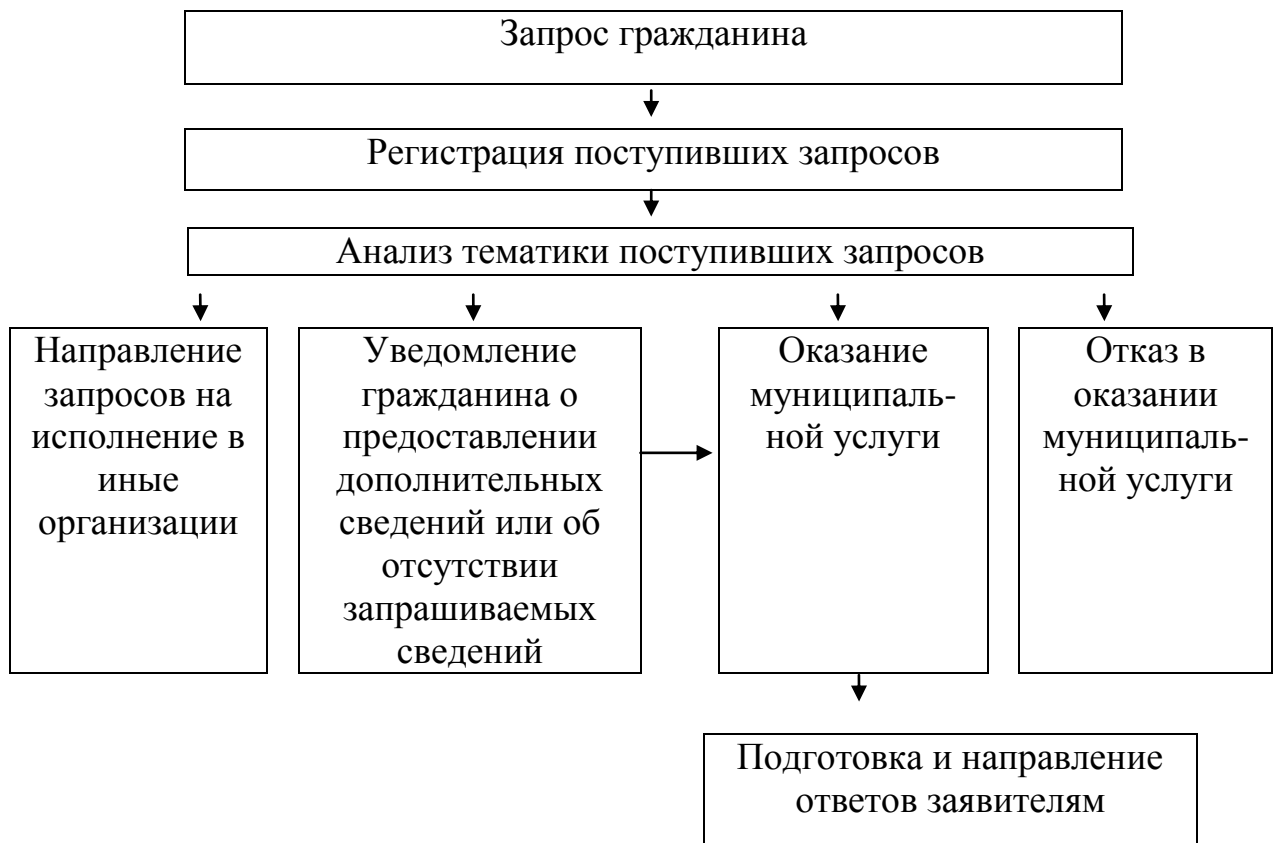 Запрос гражданина
Регистрация поступивших запросов
Анализ тематики поступивших запросов
Направление
запросов на
исполнение в
иные
организации
Уведомление
гражданина о
предоставлении
дополнительных
сведений или об
отсутствии
запрашиваемых
сведений
Оказание
муниципаль-
ной услуги
Отказ в
оказании
муниципаль-
ной услуги
Подготовка и направление
ответов заявителям